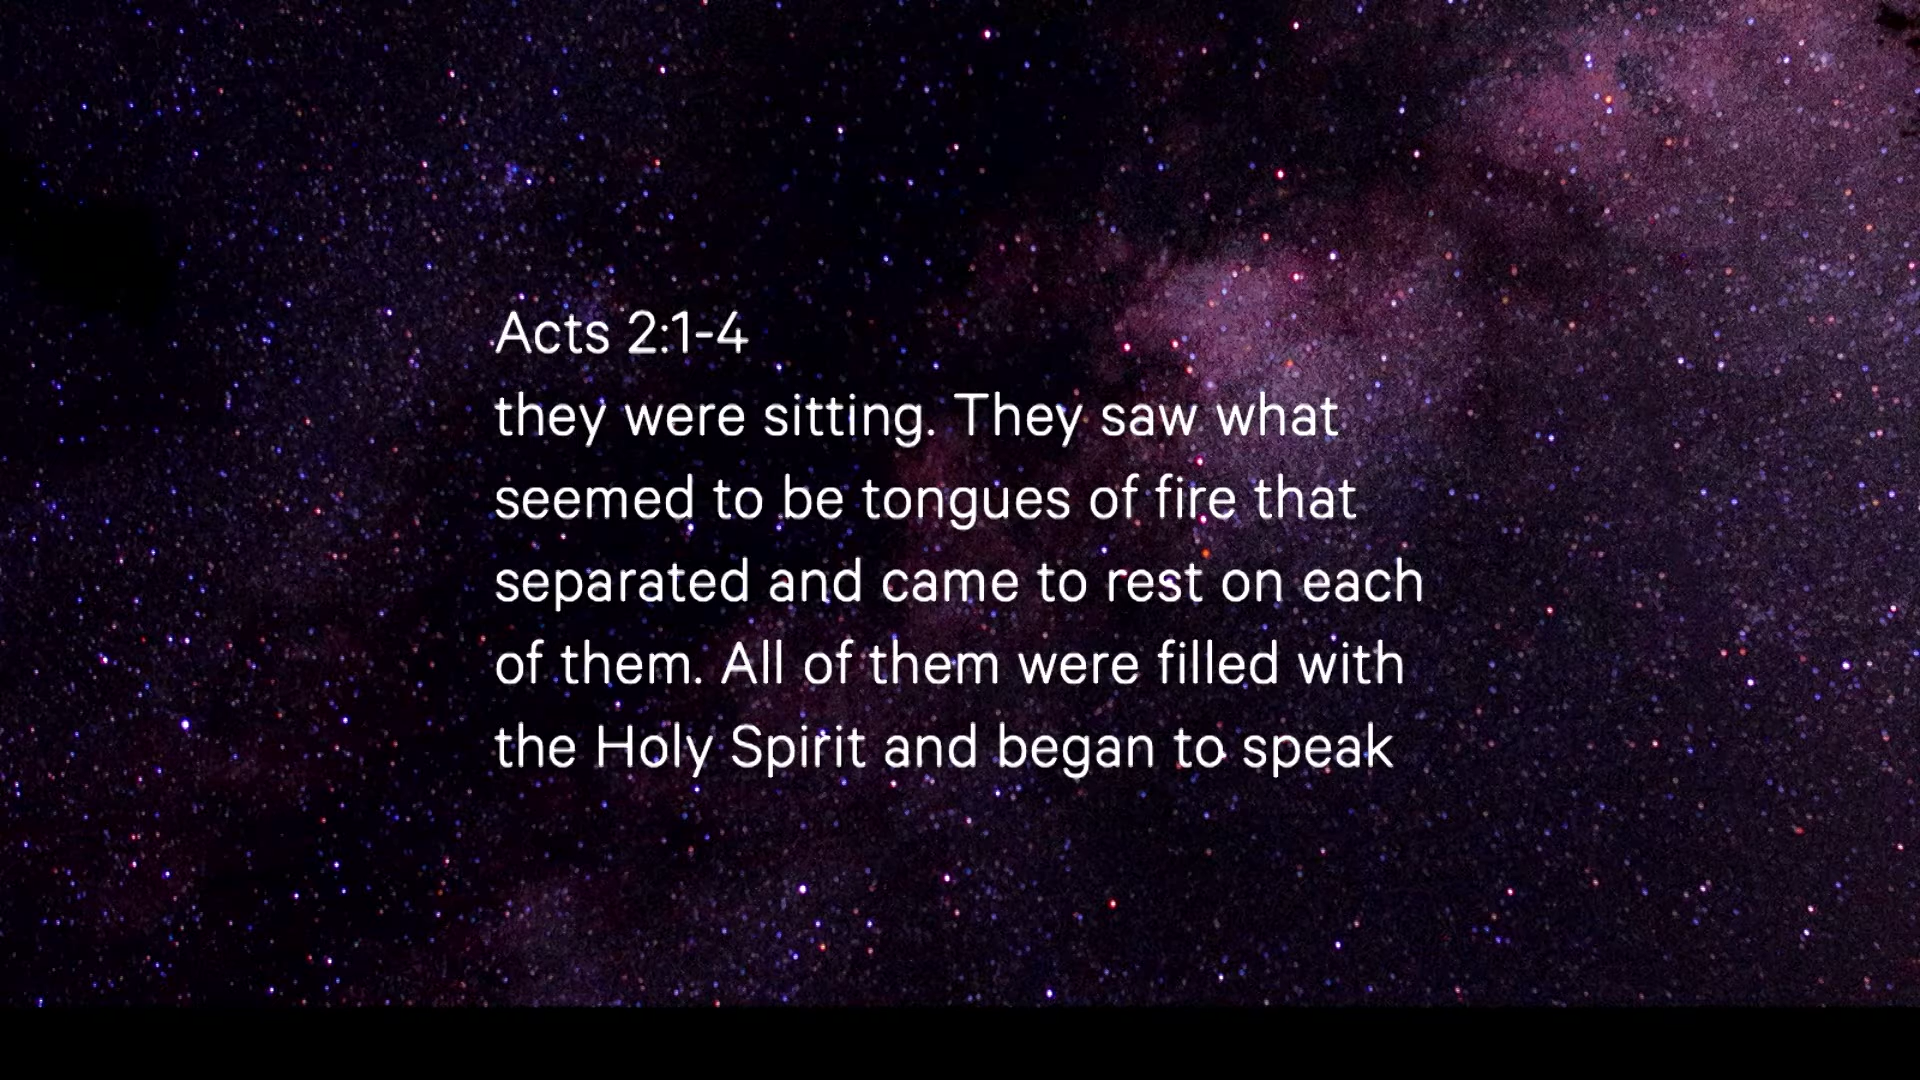 Acts 2:1-4
they were sitting. They saw what
seemed to be tongues of fire that
separated and came to rest on each
of them. All of them were filled with
the Holy Spirit and began to speak